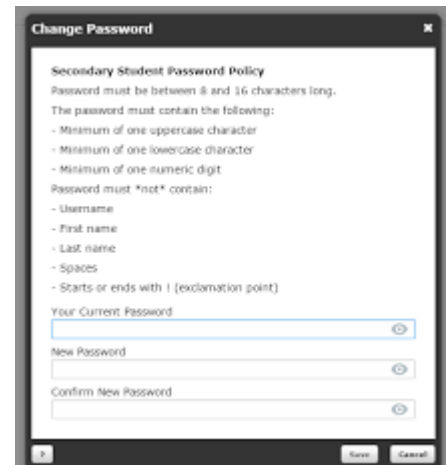 Change Password
Secondary Student Password Policy
Password must be between 8 and 16 characters long.
The password must contain the following:
- Minimum of one uppercase character
- Minimum of one lowercase character
- Minimum of one numeric digit
Password must *not* contain:
- Username
- First name
- Last name
- Spaces
- Starts or ends with ! (exclamation point)
Your Current Password
New Password
Confirm New Password
? Save Cancel